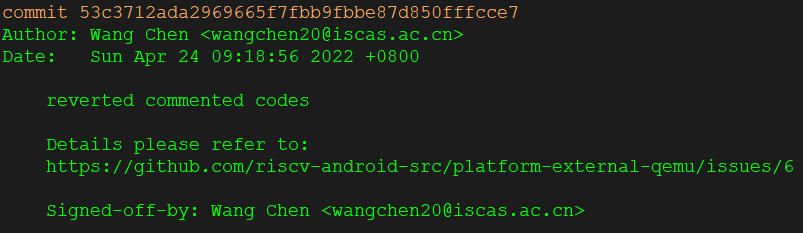 commit 53c3712ada2969665f7fbb9fbbe87d850fffcce7
Author: Wang Chen <wangchen20@iscas.ac.cn>
Date:   Sun Apr 24 09:18:56 2022 +0800
reverted commented codes
Details please refer to:
https://github.com/riscv-android-src/platform-external-qemu/issues/6
Signed-off-by: Wang Chen <wangchen20@iscas.ac.cn>